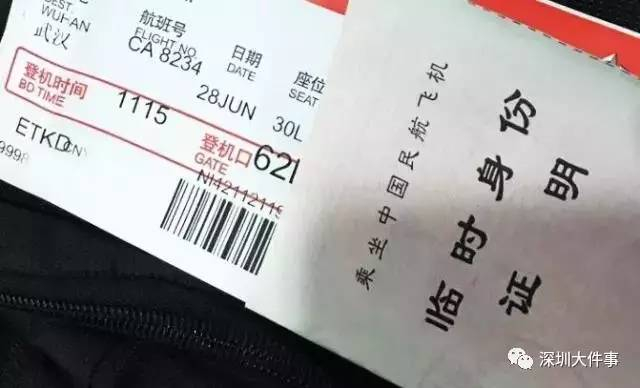 DEST.
WUHAN
武汉
航班号
FLIGHT NO.
CA 8234
日期
DATE
28JUN
座位
SEAT
30L
登机时间
BD TIME
1115
登机口
GATE
ETKD
乘坐中国民航飞机
临时身份
证明
深圳大件事